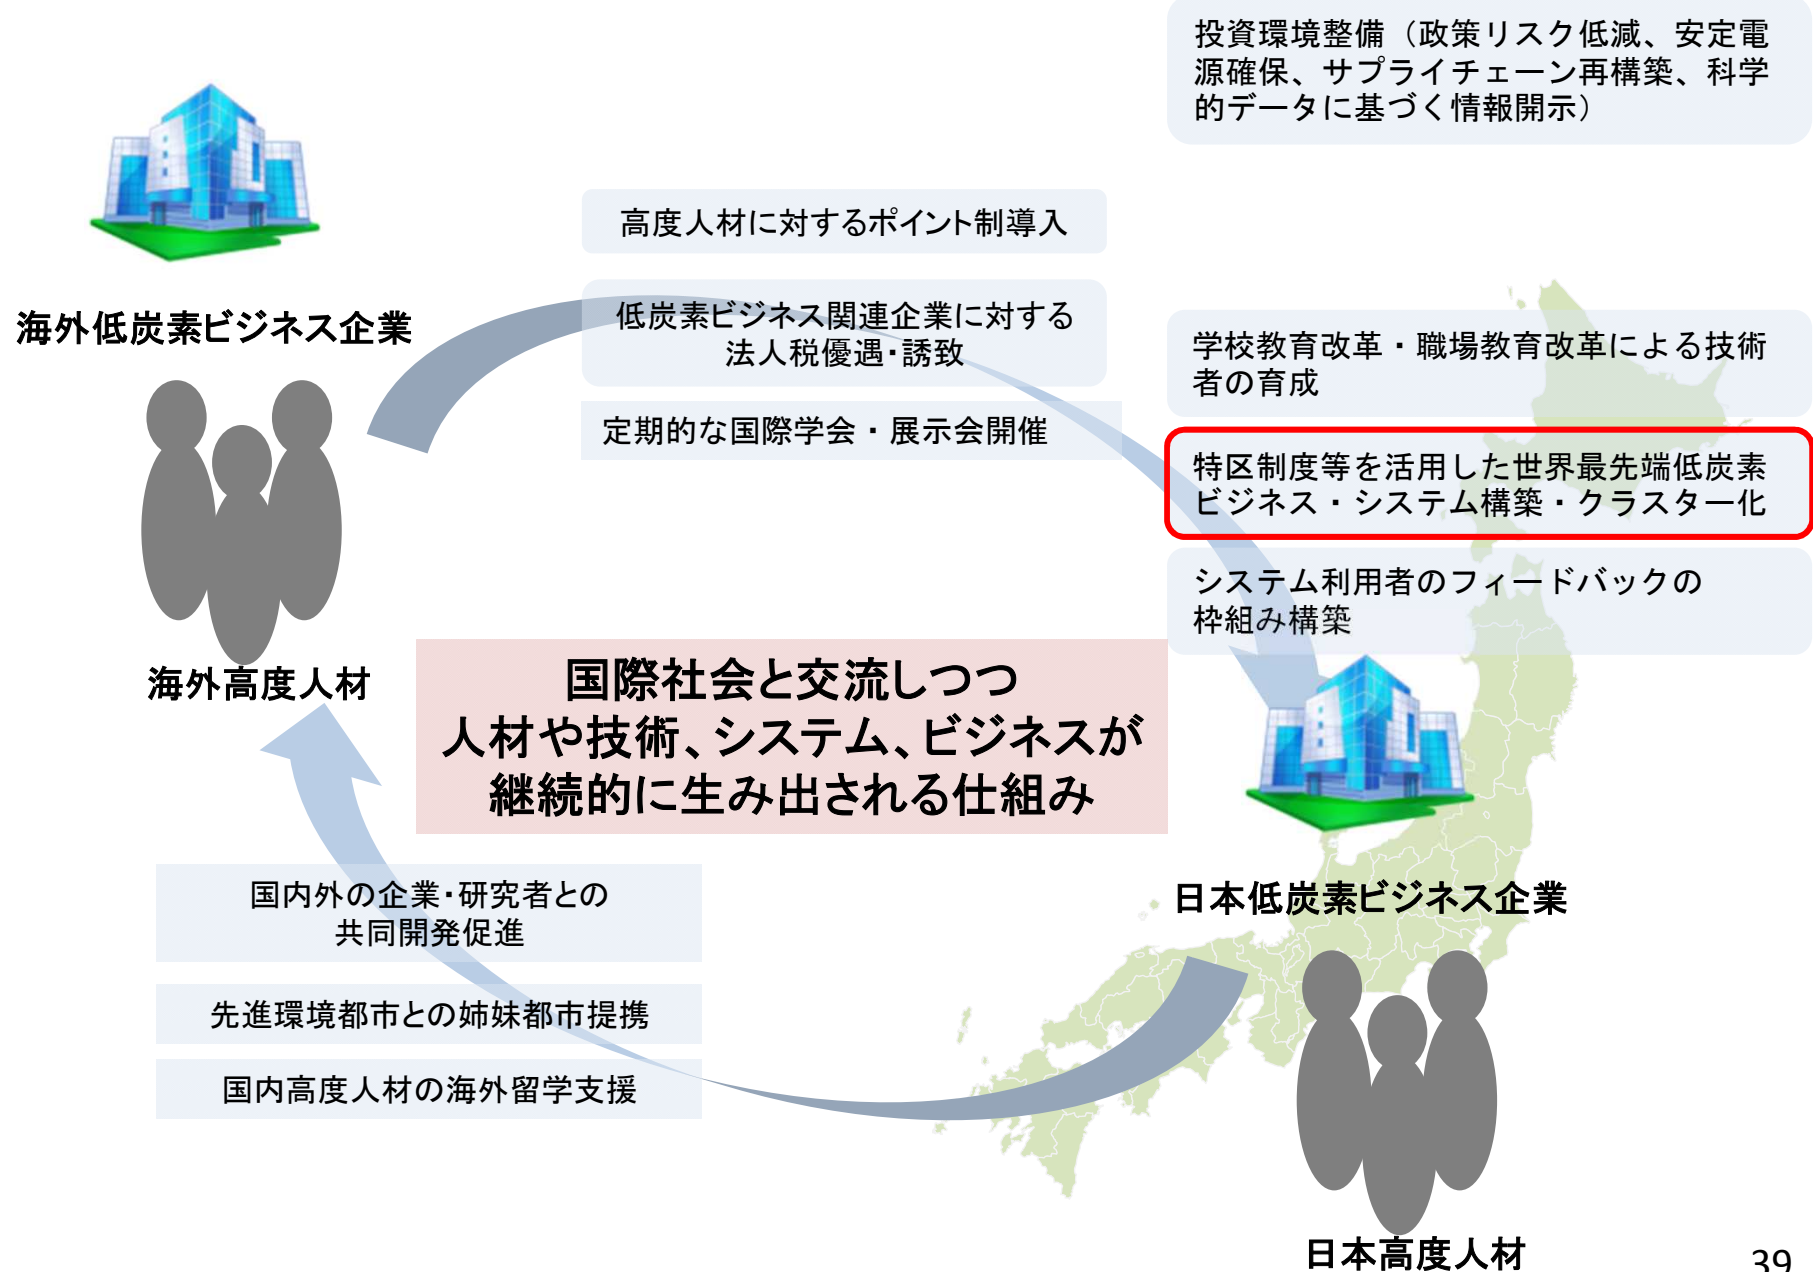 投資環境整備（政策リスク低減、安定電
源確保、サプライチェーン再構築、科学
的データに基づく情報開示）
高度人材に対するポイント制導入
海外低炭素ビジネス企業
低炭素ビジネス関連企業に対する
法人税優遇・誘致
定期的な国際学会・展示会開催
学校教育改革・職場教育改革による技術
者の育成
特区制度等を活用した世界最先端低炭素
ビジネス・システム構築・クラスター化
システム利用者のフィードバックの
枠組み構築
海外高度人材
国際社会と交流しつつ
人材や技術、システム、ビジネスが
継続的に生み出される仕組み
国内外の企業・研究者との
共同開発促進
先進環境都市との姉妹都市提携
国内高度人材の海外留学支援
日本低炭素ビジネス企業
日本高度人材
39